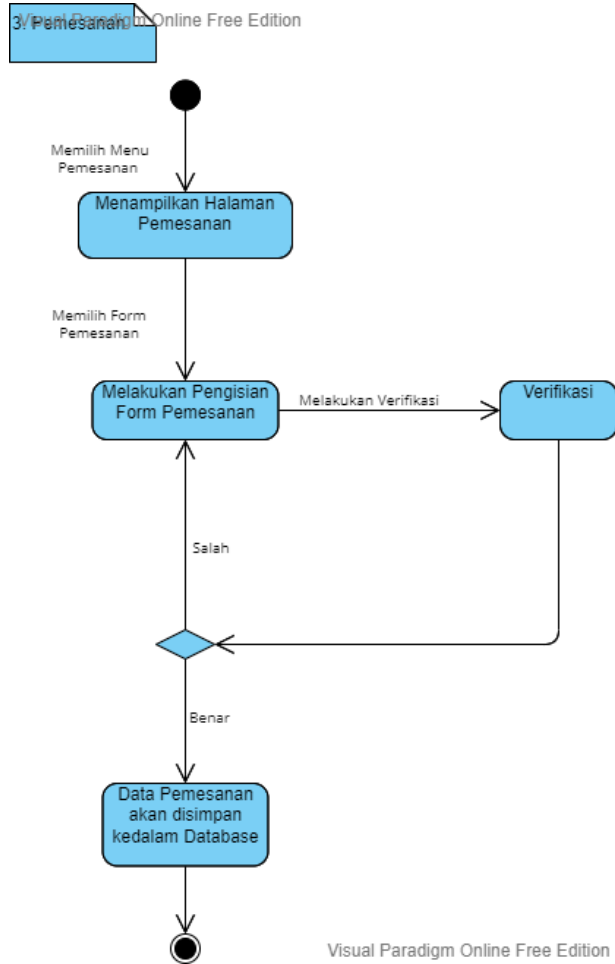 Visual Paradigm Online Free Edition
3. Pemesanan
Memilih Menu
Pemesanan
Menampilkan Halaman
Pemesanan
Memilih Form
Pemesanan
Melakukan Pengisian
Form Pemesanan
Melakukan Verifikasi
Verifikasi
Salah
Benar
Data Pemesanan
akan disimpan
kedalam Database
Visual Paradigm Online Free Edition